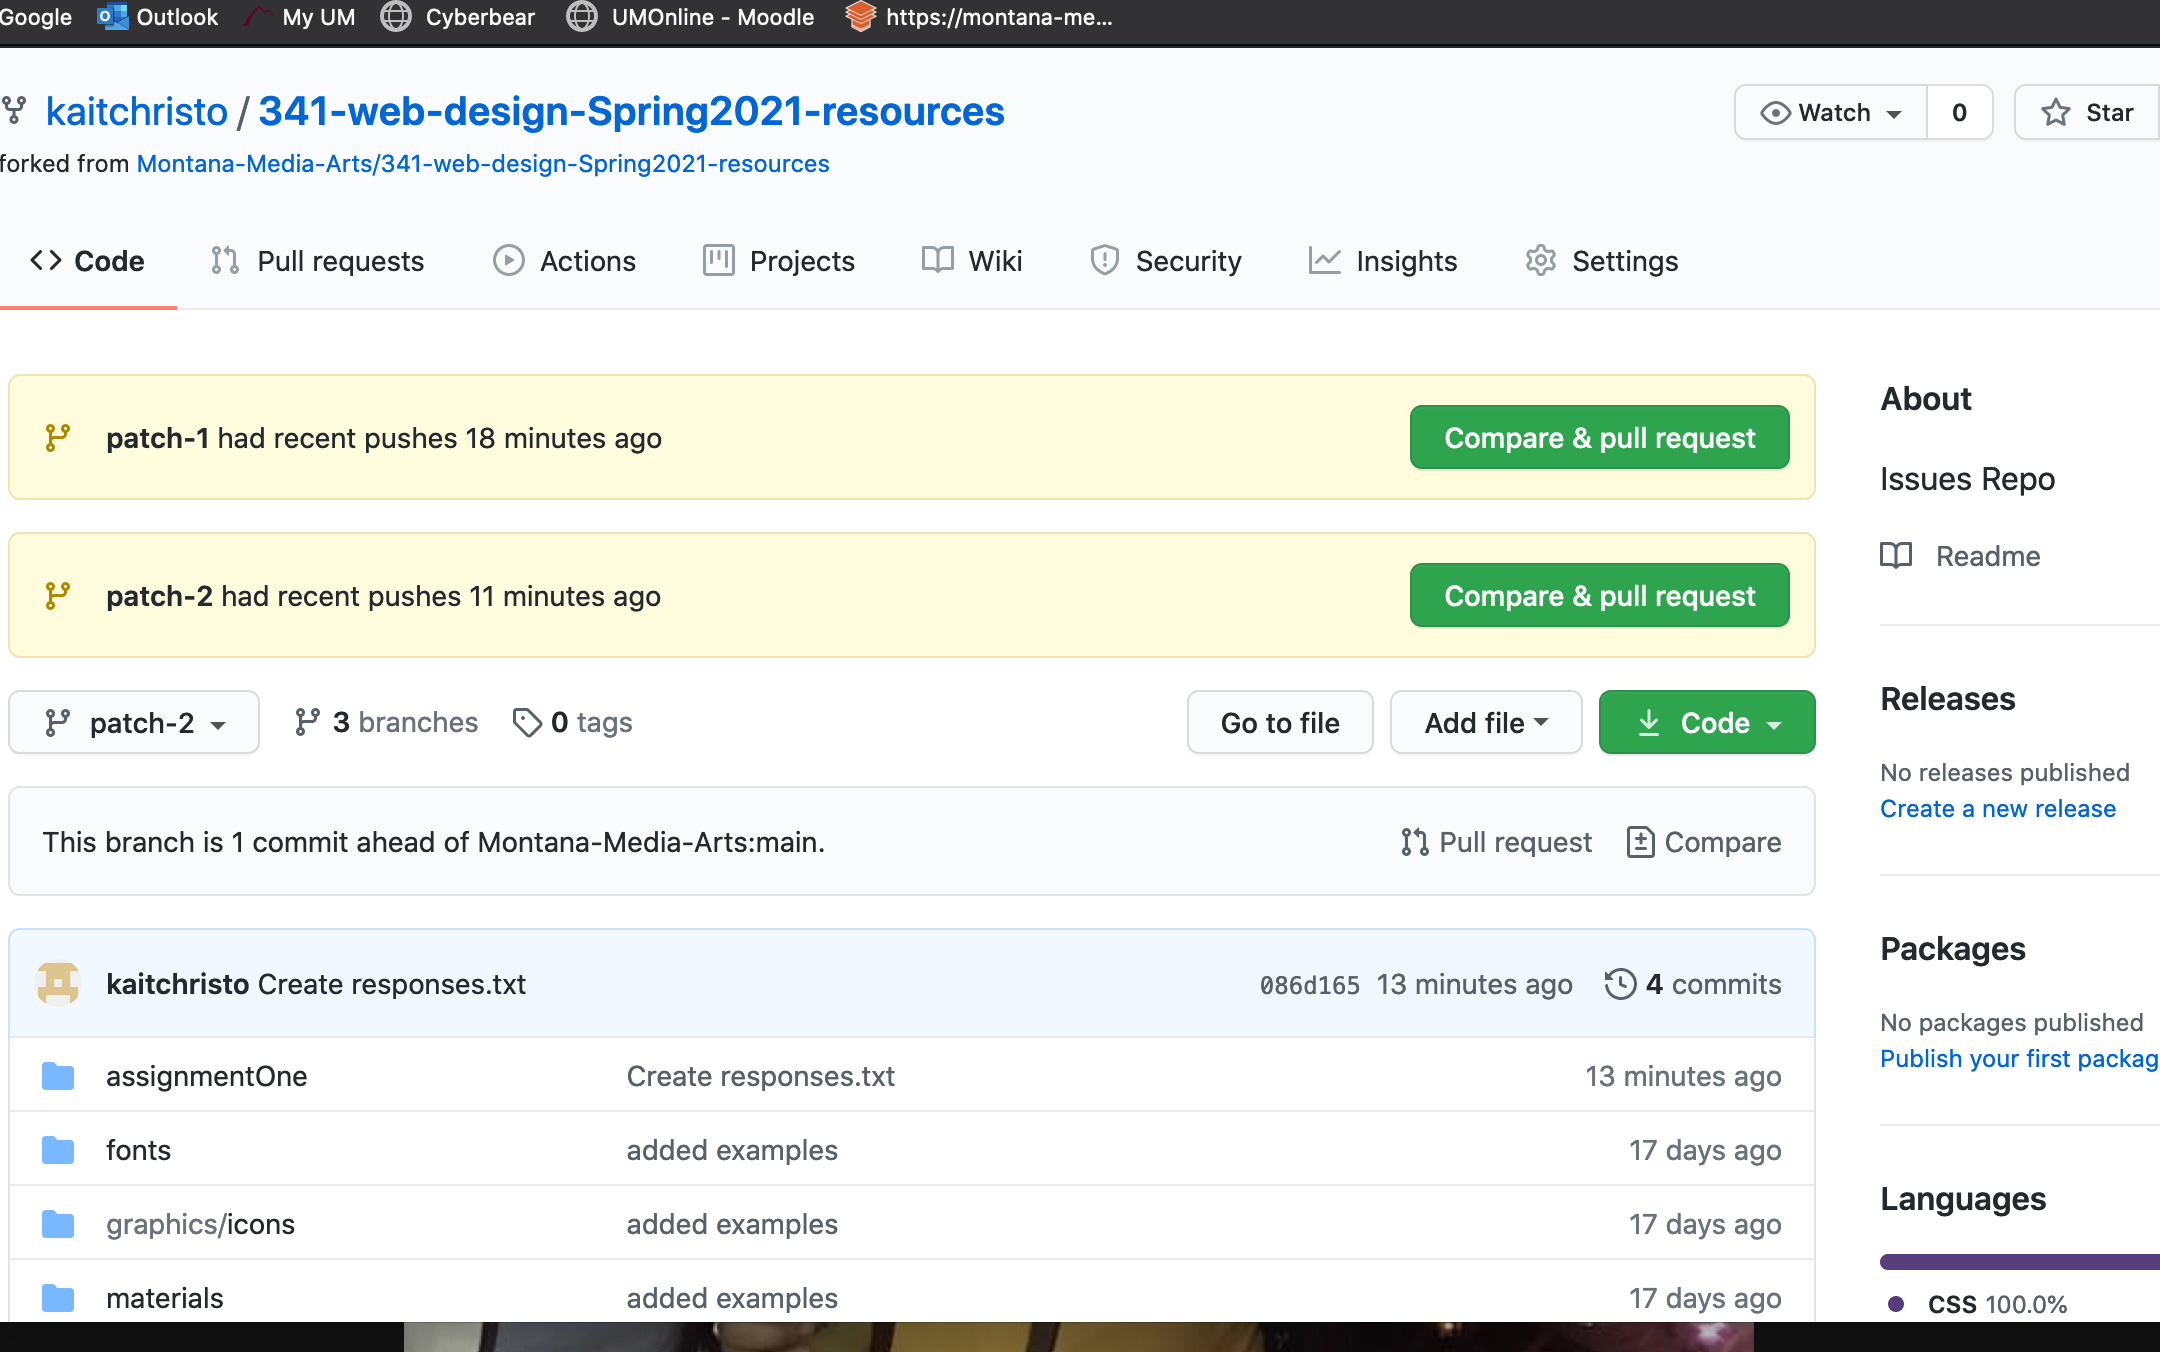 Google Outlook My UM Cyberbear UMOnline - Moodle https://montana-me...
kaitchristo / 341-web-design-Spring2021-resources Watch 0 Star
forked from Montana-Media-Arts/341-web-design-Spring2021-resources
Code Pull requests Actions Projects Wiki Security Insights Settings
patch-1 had recent pushes 18 minutes ago Compare & pull request
patch-2 had recent pushes 11 minutes ago Compare & pull request
patch-2 3 branches 0 tags Go to file Add file Code
This branch is 1 commit ahead of Montana-Media-Arts:main. Pull request Compare
kaitchristo Create responses.txt 086d165 13 minutes ago 4 commits
assignmentOne Create responses.txt 13 minutes ago
fonts added examples 17 days ago
graphics/icons added examples 17 days ago
materials added examples 17 days ago
About
Issues Repo
Readme
Releases
No releases published
Create a new release
Packages
No packages published
Publish your first packag
Languages
CSS 100.0%